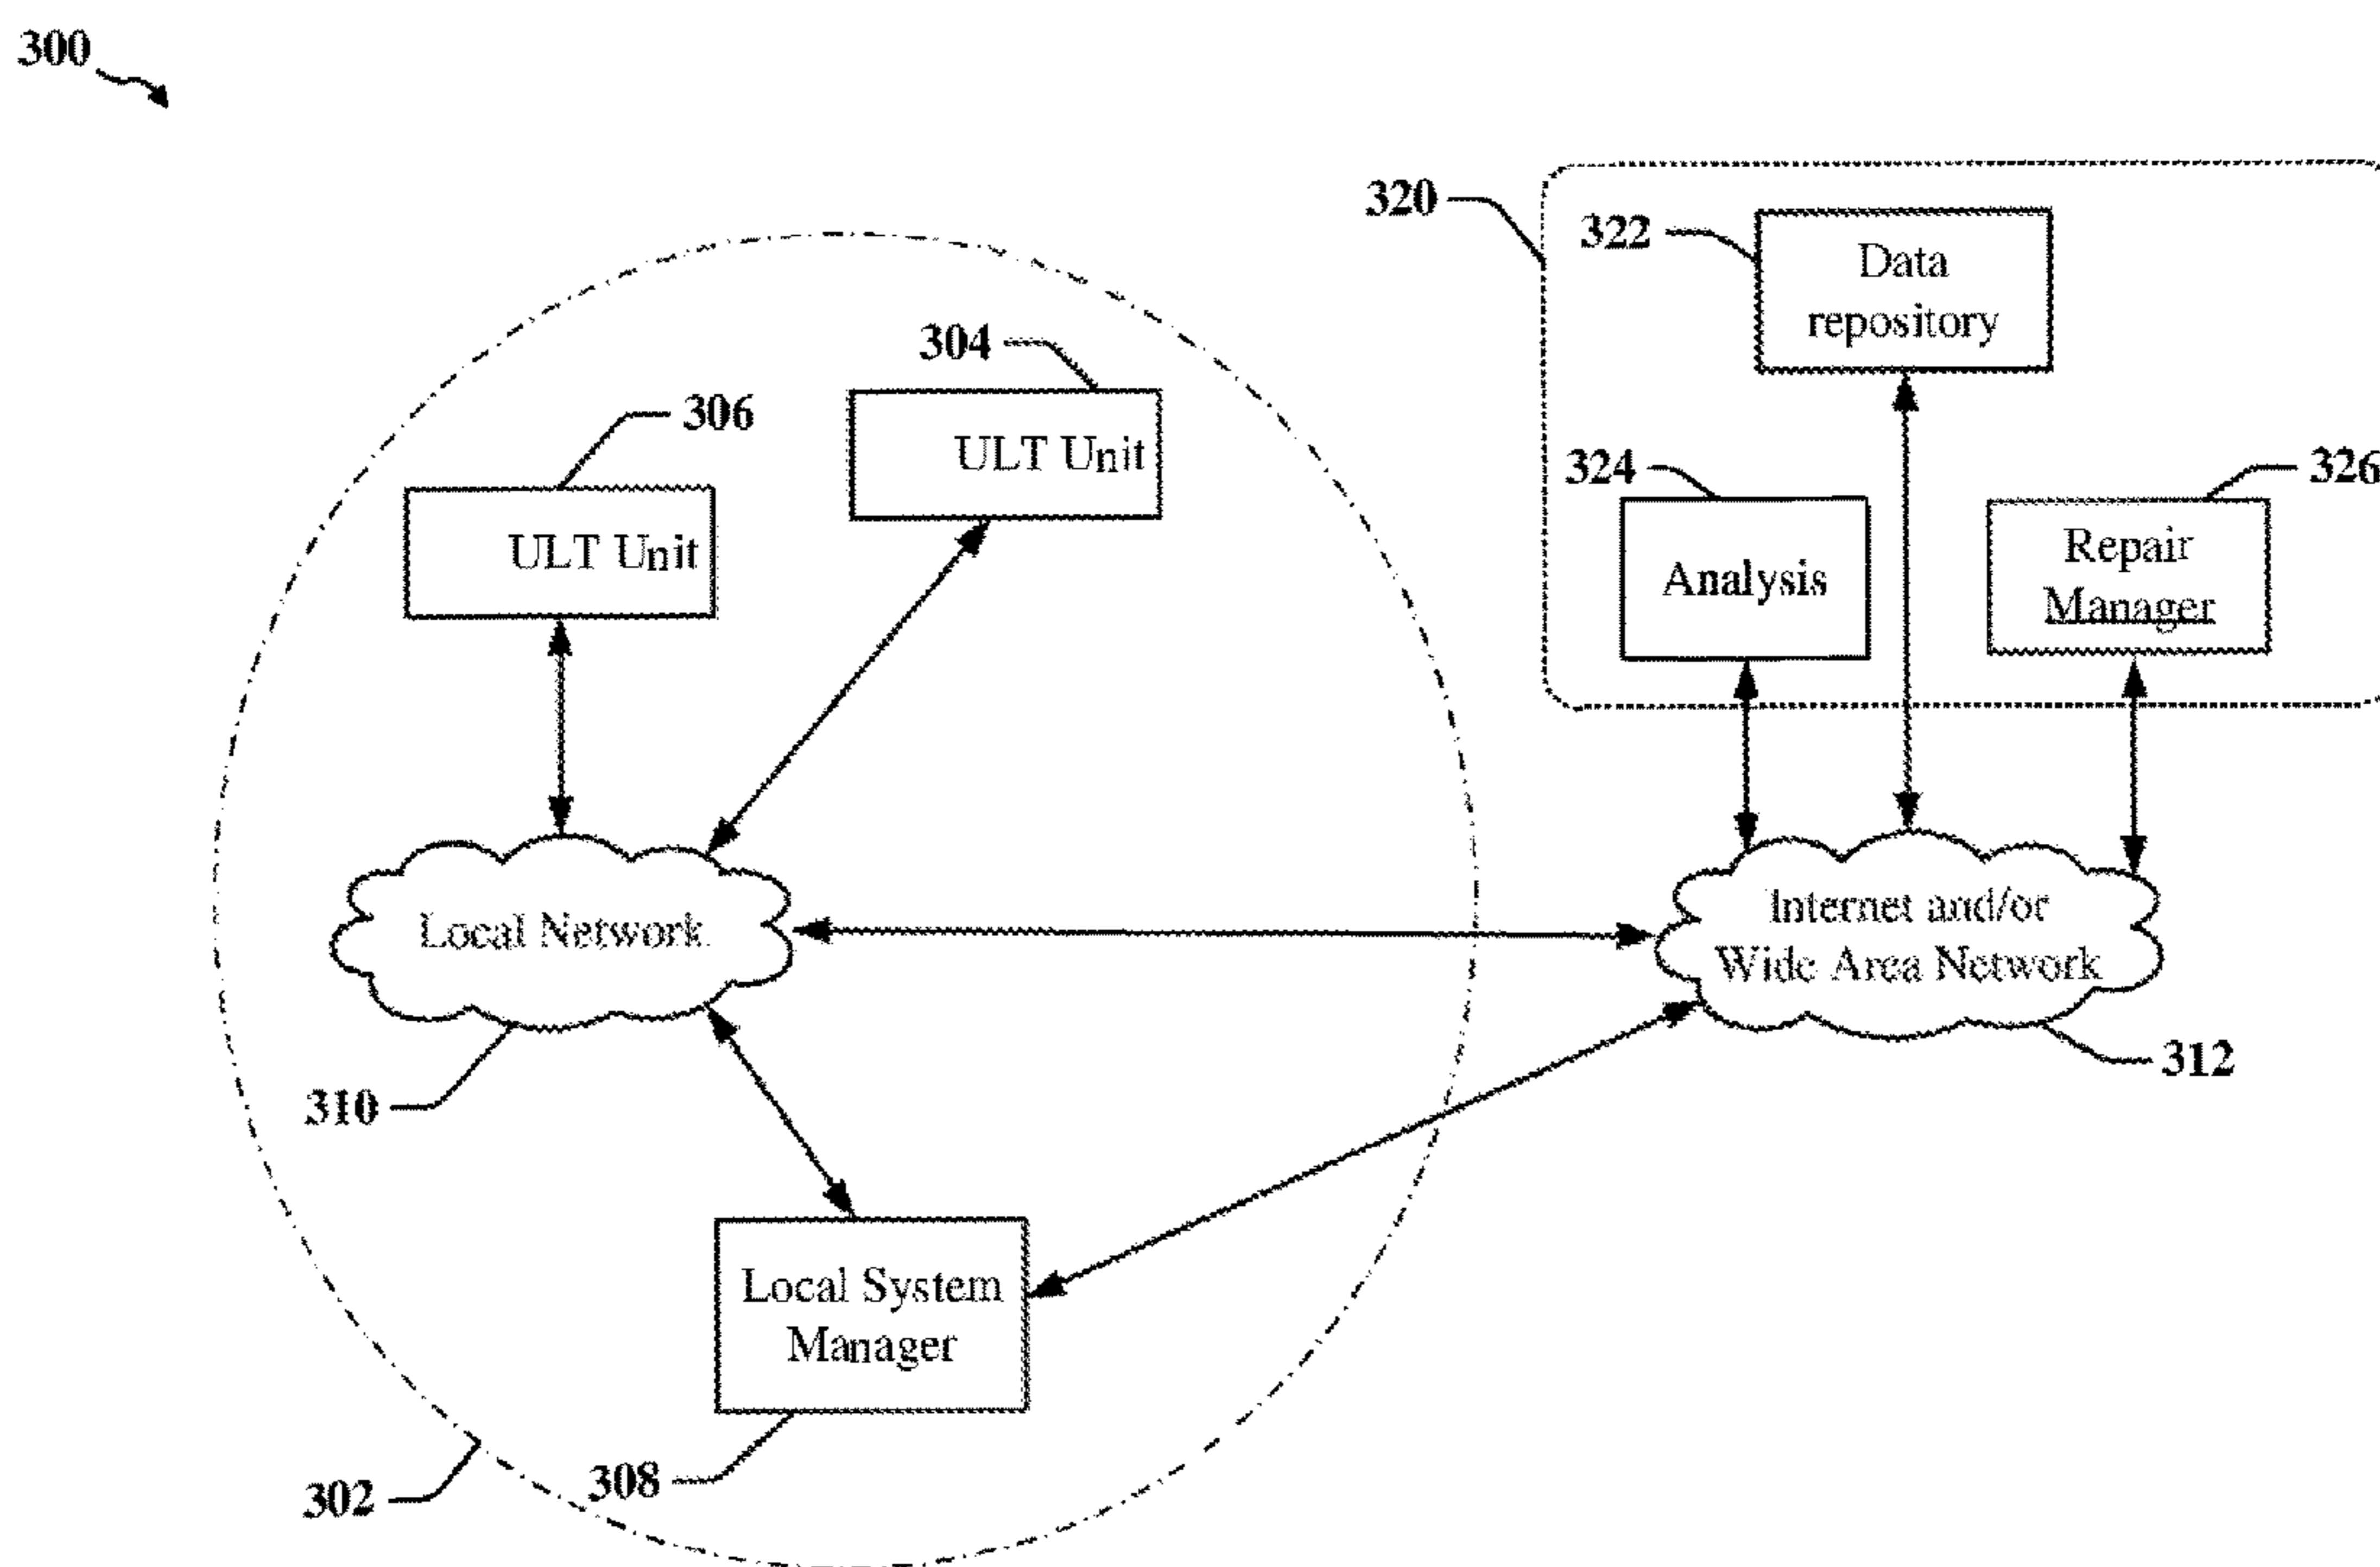 300
320
322
Data
repository
304
ULT Unit
306
ULT Unit
324
Analysis
326
Repair
Manager
Local Network
Internet and/or
Wide Area Network
310
312
Local System
Manager
308
302